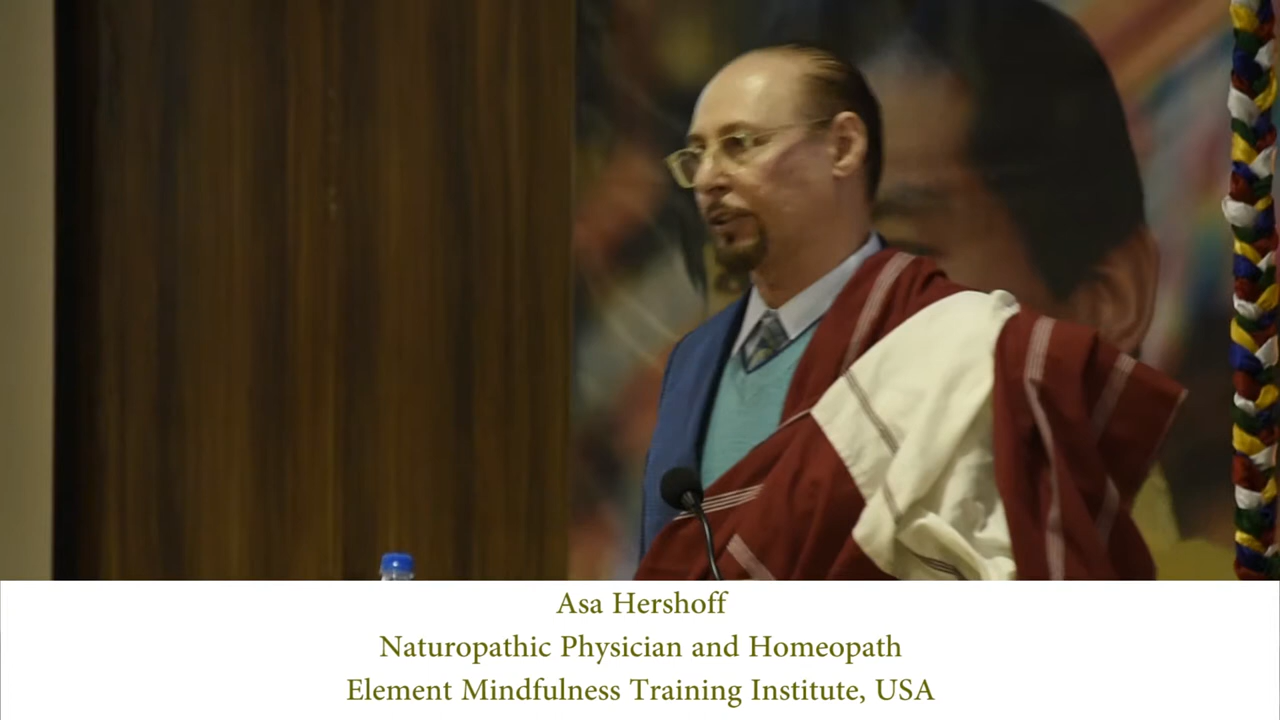 Asa Hershoff
Naturopathic Physician and Homeopath
Element Mindfulness Training Institute, USA